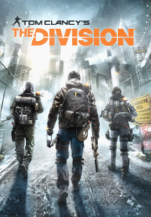 TOM CLANCY'S
THE DIVISION